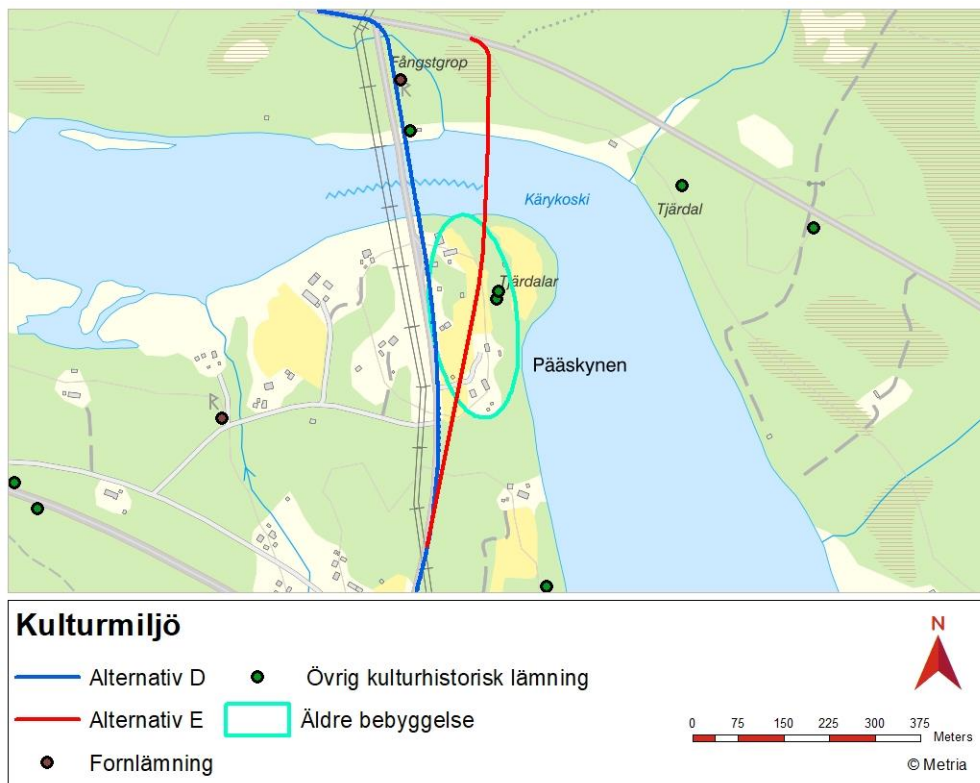 Fångstgrop
R
Kärykoski
Tjärdal
Tjärdalar
Pääskynen
R
Kulturmiljö
Alternativ D
Övrig kulturhistorisk lämning
Alternativ E
Äldre bebyggelse
Fornlämning
N
0 75 150 225 300 375
Meters
© Metria